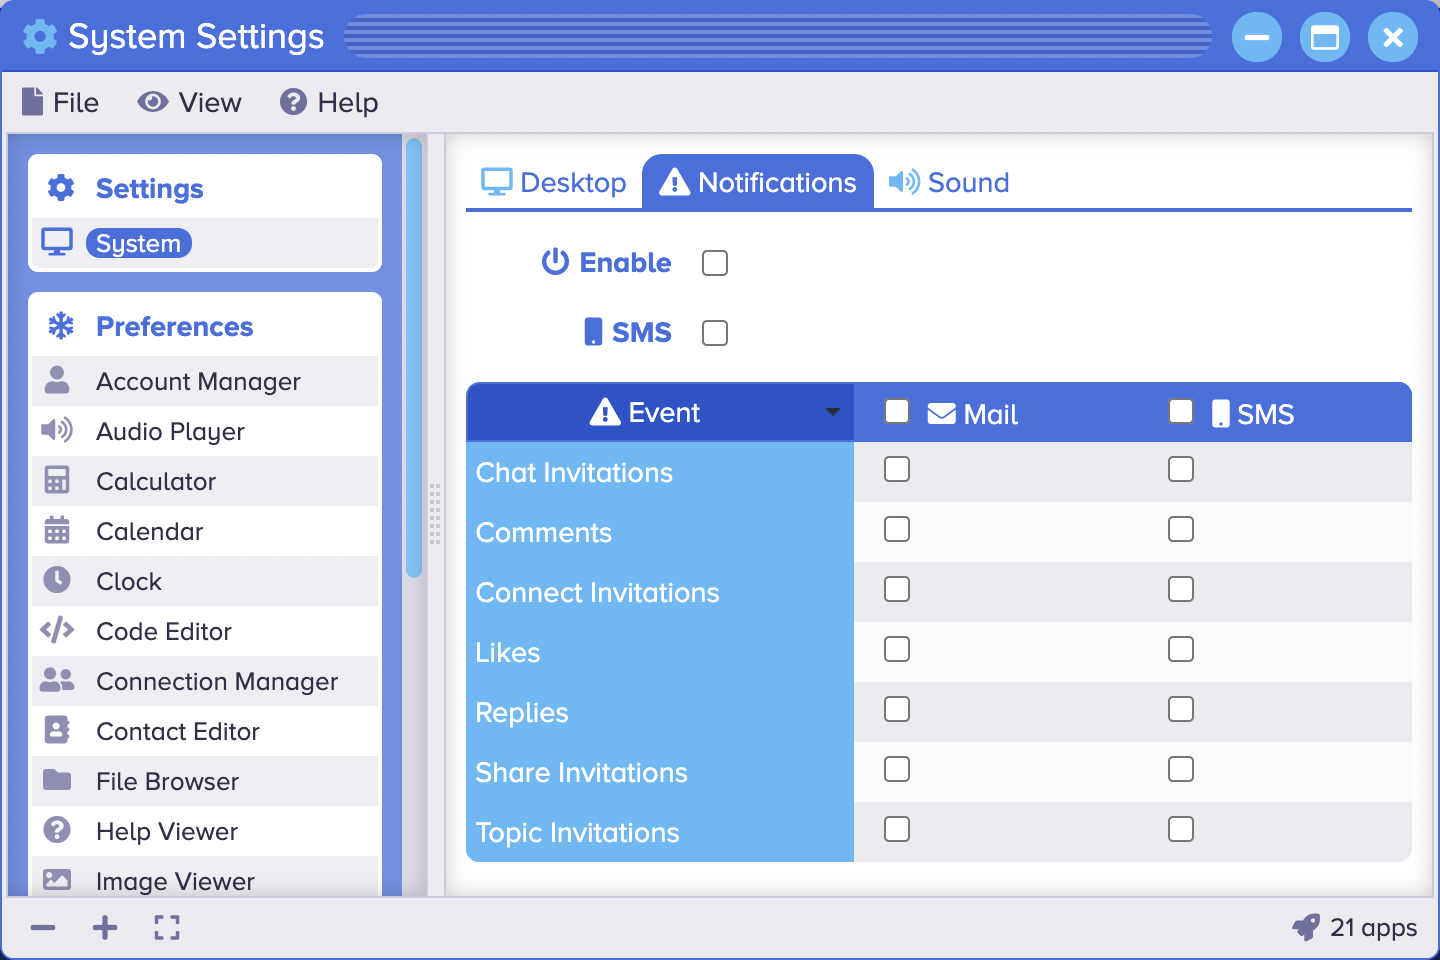 System Settings
File View Help
Settings
System
Preferences
Account Manager
Audio Player
Calculator
Calendar
Clock
Code Editor
Connection Manager
Contact Editor
File Browser
Help Viewer
Image Viewer
Desktop Notifications Sound
Enable
SMS
Event Mail SMS
Chat Invitations
Comments
Connect Invitations
Likes
Replies
Share Invitations
Topic Invitations
21 apps